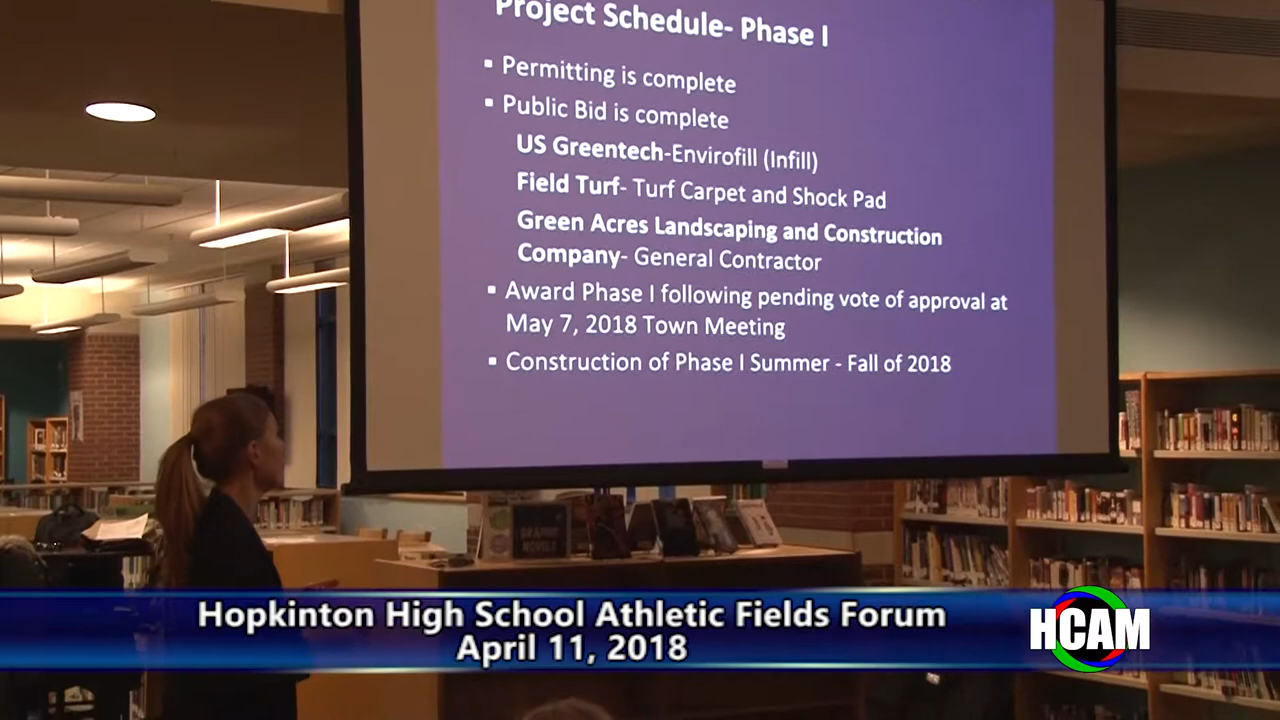 Project Schedule- Phase I
▪ Permitting is complete
▪ Public Bid is complete
US Greentech-Envirofill (Infill)
Field Turf- Turf Carpet and Shock Pad
Green Acres Landscaping and Construction
Company- General Contractor
▪ Award Phase I following pending vote of approval at
May 7, 2018 Town Meeting
▪ Construction of Phase I Summer - Fall of 2018
GRAPHIC
NOVELS
Hopkinton High School Athletic Fields Forum
April 11, 2018
HCAM